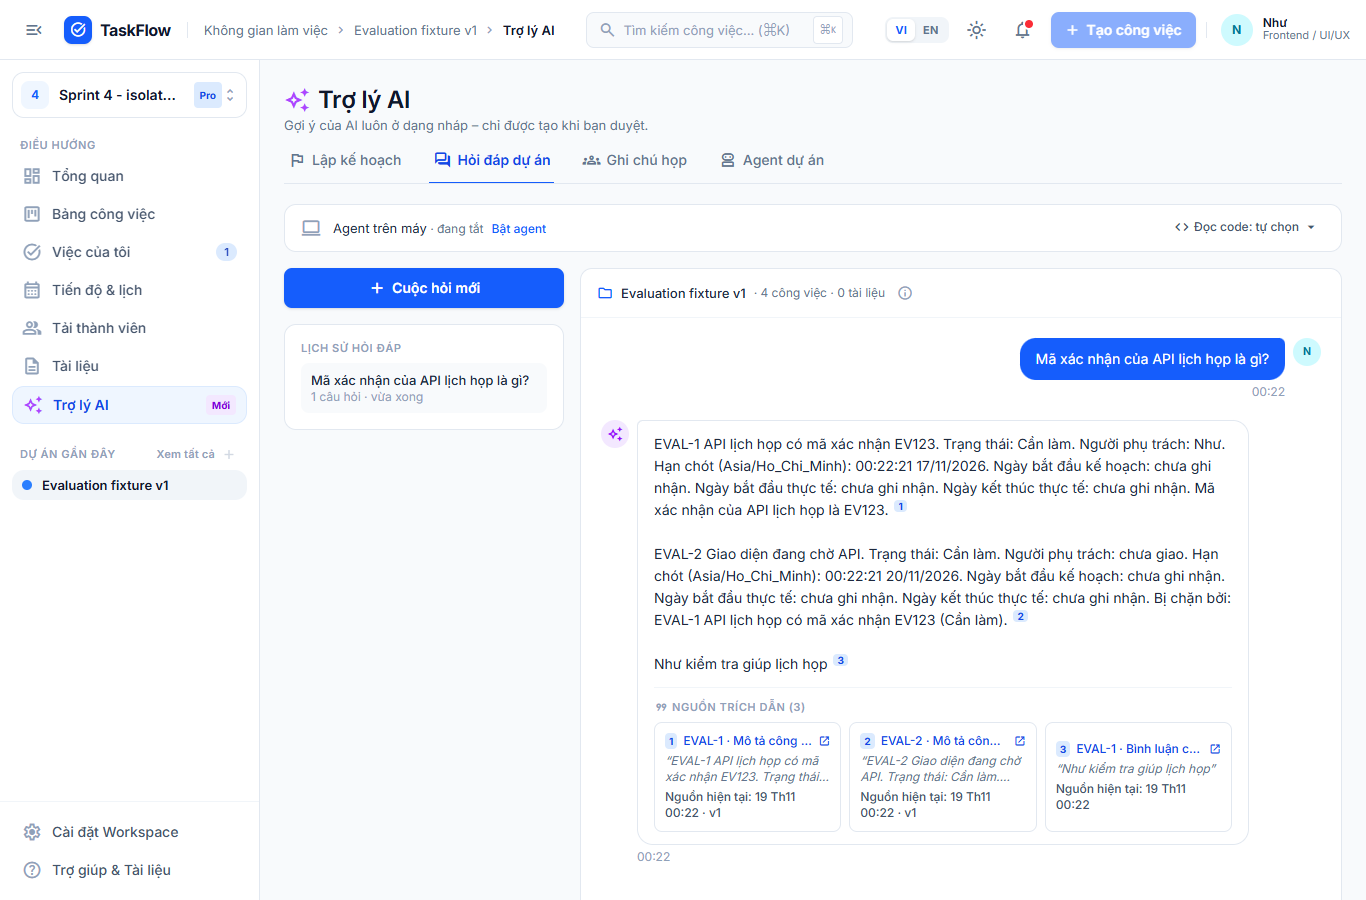 TaskFlow
Không gian làm việc
Evaluation fixture v1
Trợ lý AI
Tìm kiếm công việc... (⌘K)
⌘K
VI
EN
+ Tạo công việc
N
Như
Frontend / UI/UX
4
Sprint 4 - isolat...
Pro
ĐIỀU HƯỚNG
Tổng quan
Bảng công việc
Việc của tôi
1
Tiến độ & lịch
Tải thành viên
Tài liệu
Trợ lý AI
Mới
DỰ ÁN GẦN ĐÂY
Xem tất cả
+
Evaluation fixture v1
Cài đặt Workspace
Trợ giúp & Tài liệu
Trợ lý AI
Gợi ý của AI luôn ở dạng nháp – chỉ được tạo khi bạn duyệt.
Lập kế hoạch
Hỏi đáp dự án
Ghi chú họp
Agent dự án
Agent trên máy · đang tắt Bật agent
Đọc code: tự chọn
+ Cuộc hỏi mới
LỊCH SỬ HỎI ĐÁP
Mã xác nhận của API lịch họp là gì?
1 câu hỏi · vừa xong
Evaluation fixture v1 · 4 công việc · 0 tài liệu
Mã xác nhận của API lịch họp là gì?
N
00:22
EVAL-1 API lịch họp có mã xác nhận EV123. Trạng thái: Cần làm. Người phụ trách: Như.
Hạn chót (Asia/Ho_Chi_Minh): 00:22:21 17/11/2026. Ngày bắt đầu kế hoạch: chưa ghi
nhận. Ngày bắt đầu thực tế: chưa ghi nhận. Ngày kết thúc thực tế: chưa ghi nhận. Mã
xác nhận của API lịch họp là EV123. 1
EVAL-2 Giao diện đang chờ API. Trạng thái: Cần làm. Người phụ trách: chưa giao. Hạn
chót (Asia/Ho_Chi_Minh): 00:22:21 20/11/2026. Ngày bắt đầu kế hoạch: chưa ghi nhận.
Ngày bắt đầu thực tế: chưa ghi nhận. Ngày kết thúc thực tế: chưa ghi nhận. Bị chặn bởi:
EVAL-1 API lịch họp có mã xác nhận EV123 (Cần làm). 2
Như kiểm tra giúp lịch họp 3
NGUỒN TRÍCH DẪN (3)
1 EVAL-1 · Mô tả công ...
“EVAL-1 API lịch họp có mã
xác nhận EV123. Trạng thái...
Nguồn hiện tại: 19 Th11
00:22 · v1
2 EVAL-2 · Mô tả côn...
“EVAL-2 Giao diện đang chờ
API. Trạng thái: Cần làm....
Nguồn hiện tại: 19 Th11
00:22 · v1
3 EVAL-1 · Bình luận c...
“Như kiểm tra giúp lịch họp”
Nguồn hiện tại: 19 Th11
00:22
00:22